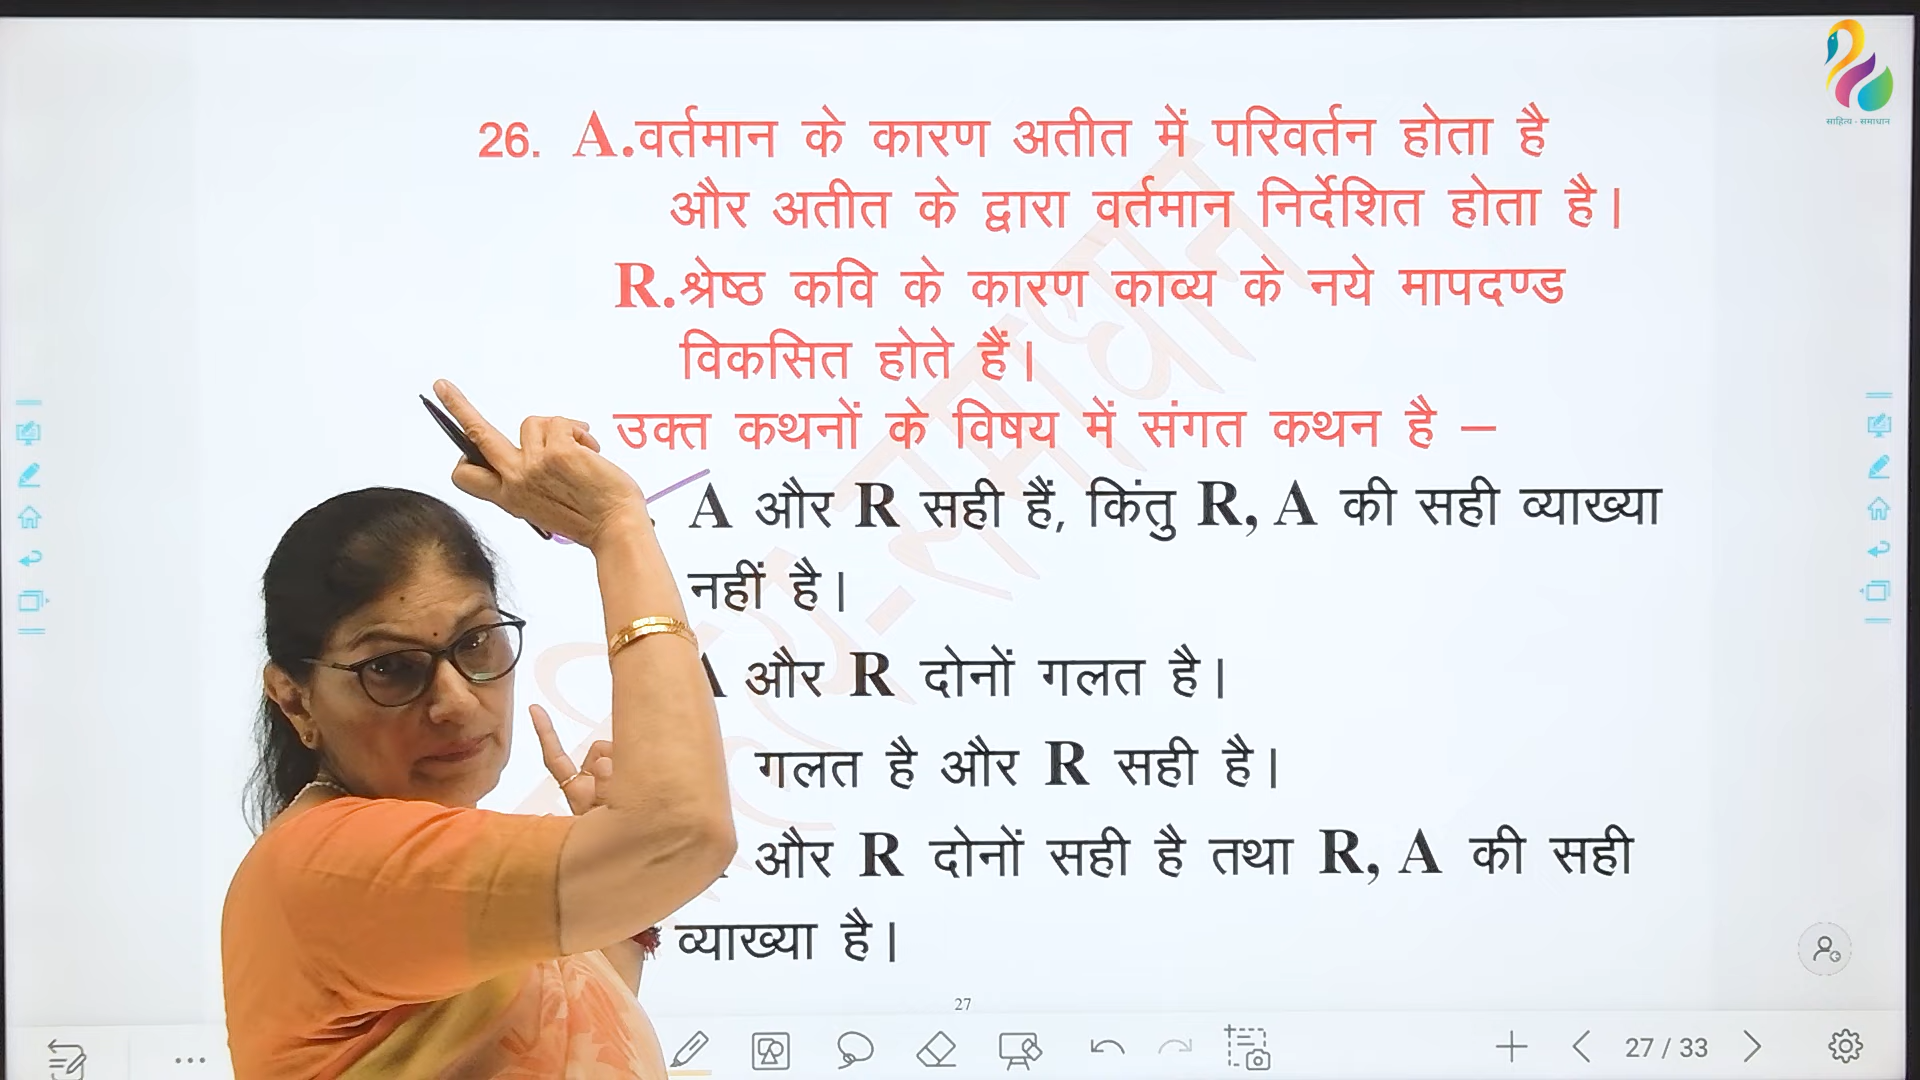 साहित्य - समाधान
26. A.वर्तमान के कारण अतीत में परिवर्तन होता है
और अतीत के द्वारा वर्तमान निर्देशित होता है।
R.श्रेष्ठ कवि के कारण काव्य के नये मापदण्ड
विकसित होते हैं।
उक्त कथनों के विषय में संगत कथन है –
A और R सही हैं, किंतु R, A की सही व्याख्या
नहीं है।
A और R दोनों गलत है।
गलत है और R सही है।
और R दोनों सही है तथा R, A की सही
व्याख्या है।
27
27 / 33